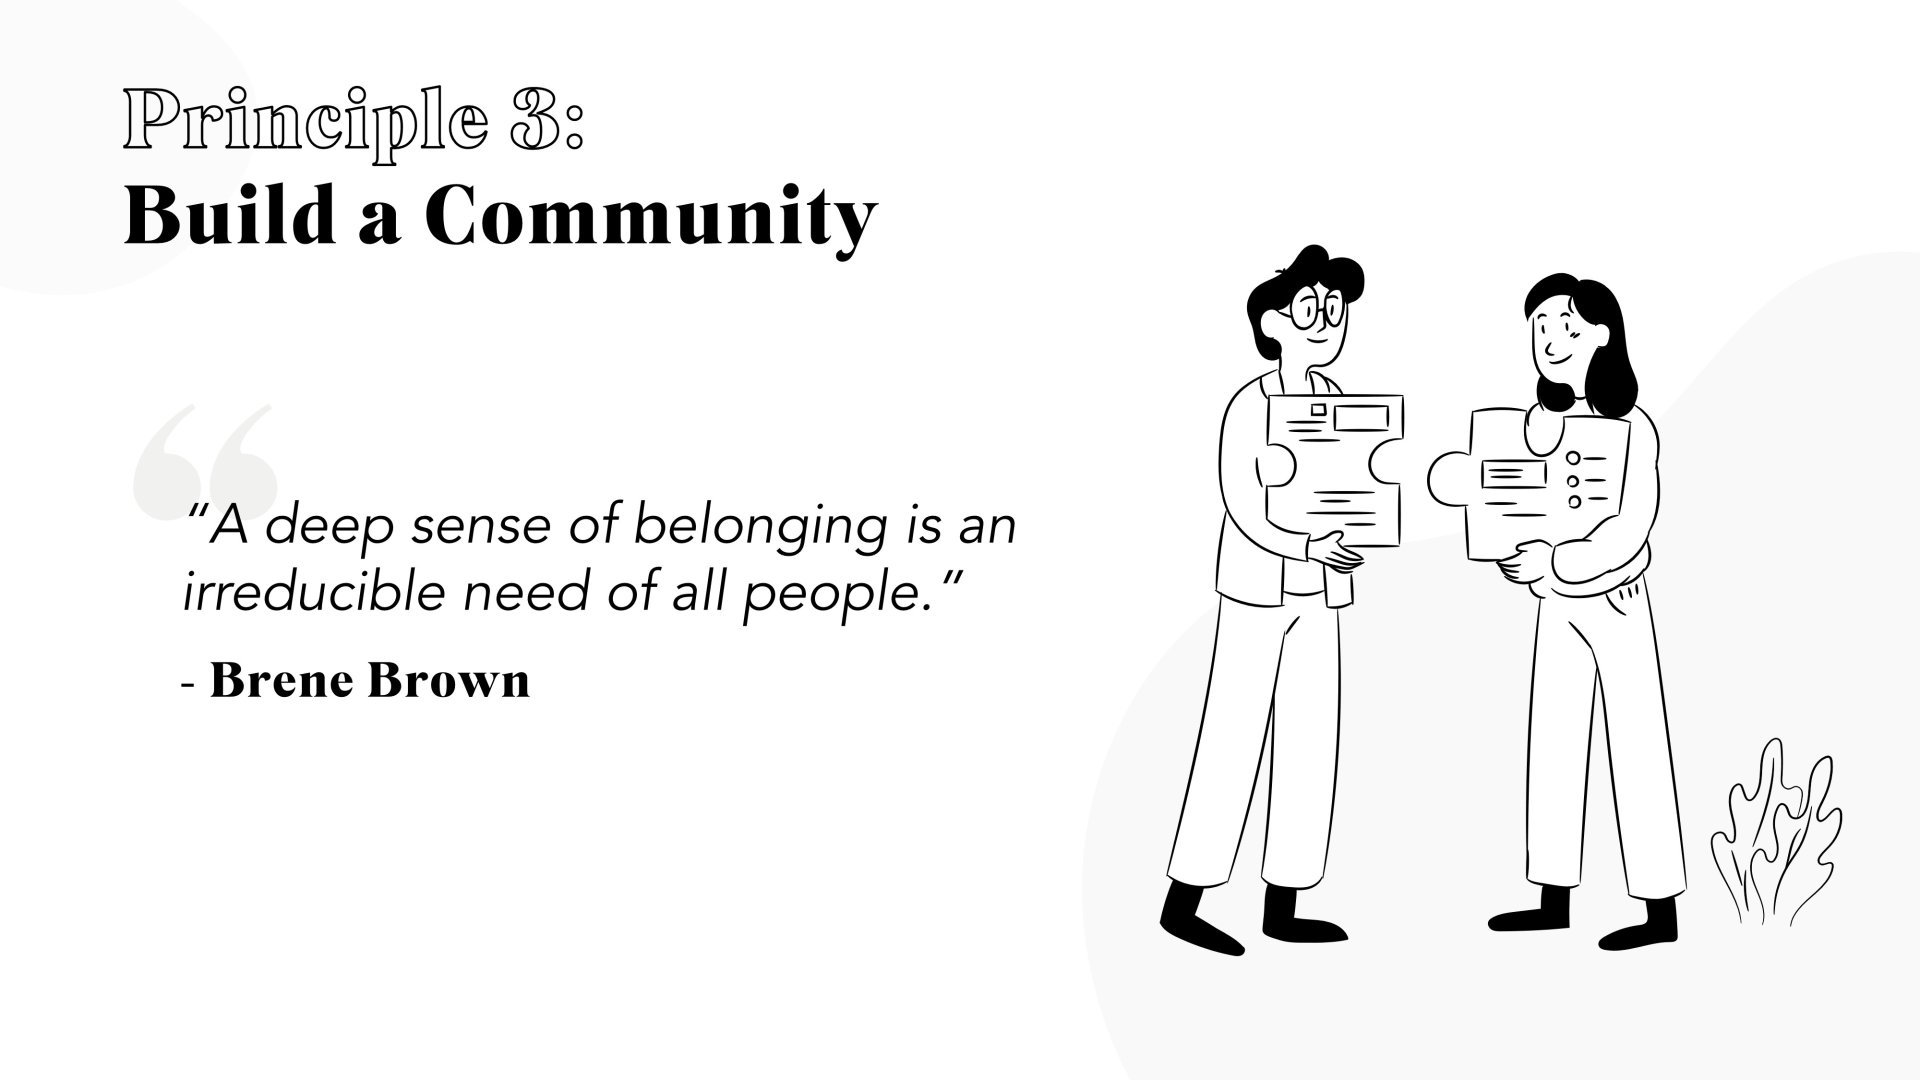 Principle 3:
Build a Community
“A deep sense of belonging is an
irreducible need of all people.”
- Brene Brown